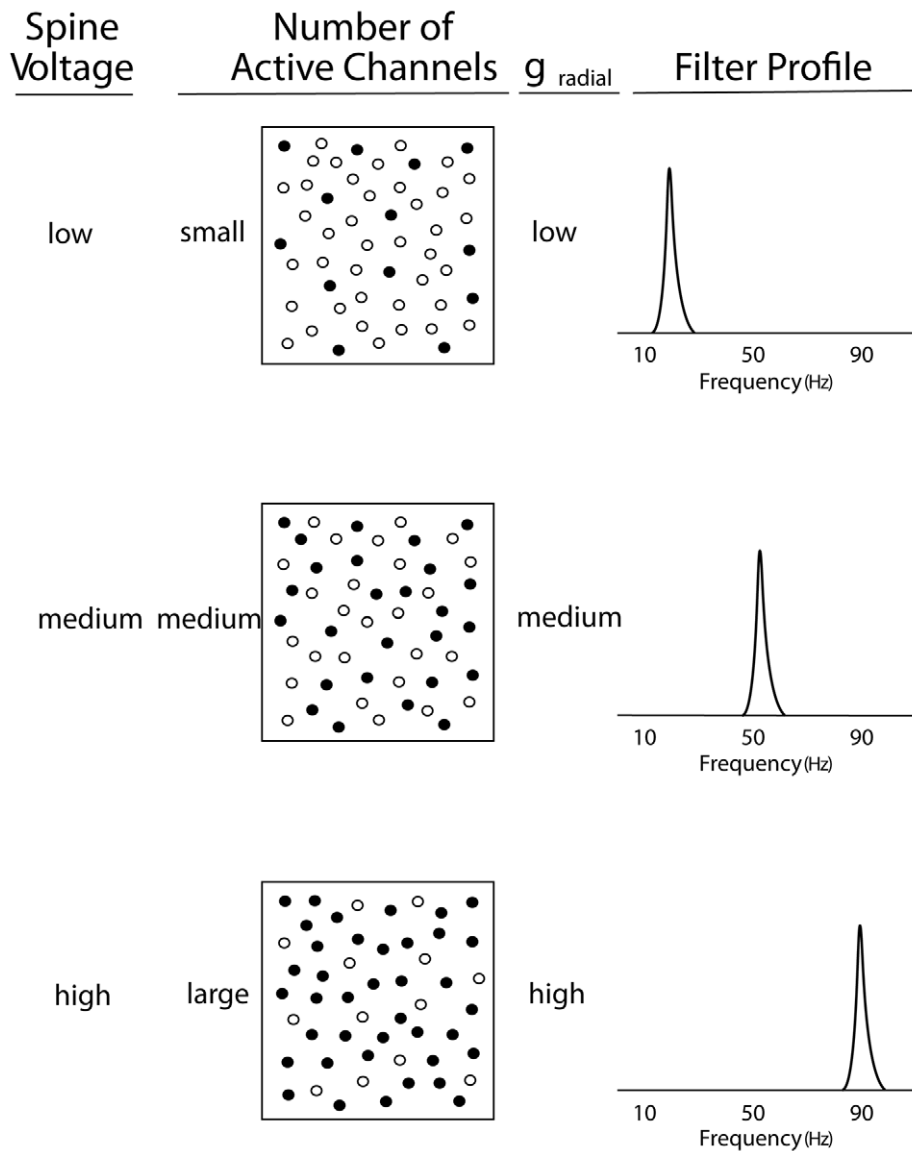 Spine Voltage
Number of Active Channels
g radial
Filter Profile
low
small
low
10 50 90
Frequency (Hz)
medium
medium
medium
10 50 90
Frequency (Hz)
high
large
high
10 50 90
Frequency (Hz)